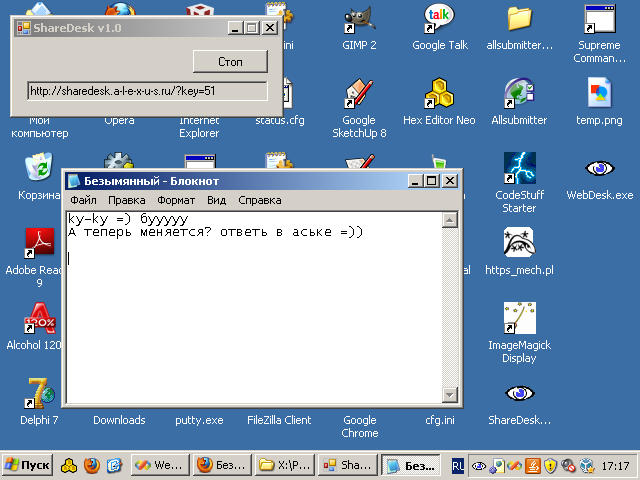 ShareDesk v1.0
Стоп
http://sharedesk.a-l-e-x-u-s.ru/?key=51
.ini
GIMP 2
Google Talk
allsubmitter...
Supreme
Comman...
Мой
компьютер
Opera
Internet
Explorer
status.cfg
Google
SketchUp 8
Hex Editor Neo
Allsubmitter
temp.png
Корзина
CodeStuff
Starter
WebDesk.exe
Безымянный - Блокнот
Файл Правка Формат Вид Справка
ку-ку =) бууууу
А теперь меняется? ответь в аське =))
Adobe Read
9
https_mech.pl
Alcohol 120
ImageMagick
Display
Delphi 7
Downloads
putty.exe
FileZilla Client
Google
Chrome
cfg.ini
ShareDesk...
Пуск
We...
Без...
X:\P...
Sha...
Без...
RU
17:17